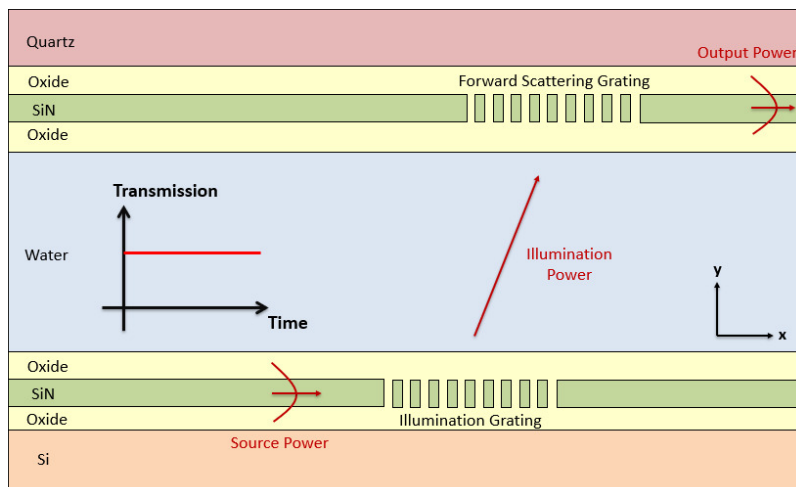 Quartz
Output Power
Oxide
Forward Scattering Grating
SiN
Oxide
Transmission
Water
Illumination
Power
y
x
Time
Oxide
SiN
Oxide
Illumination Grating
Source Power
Si